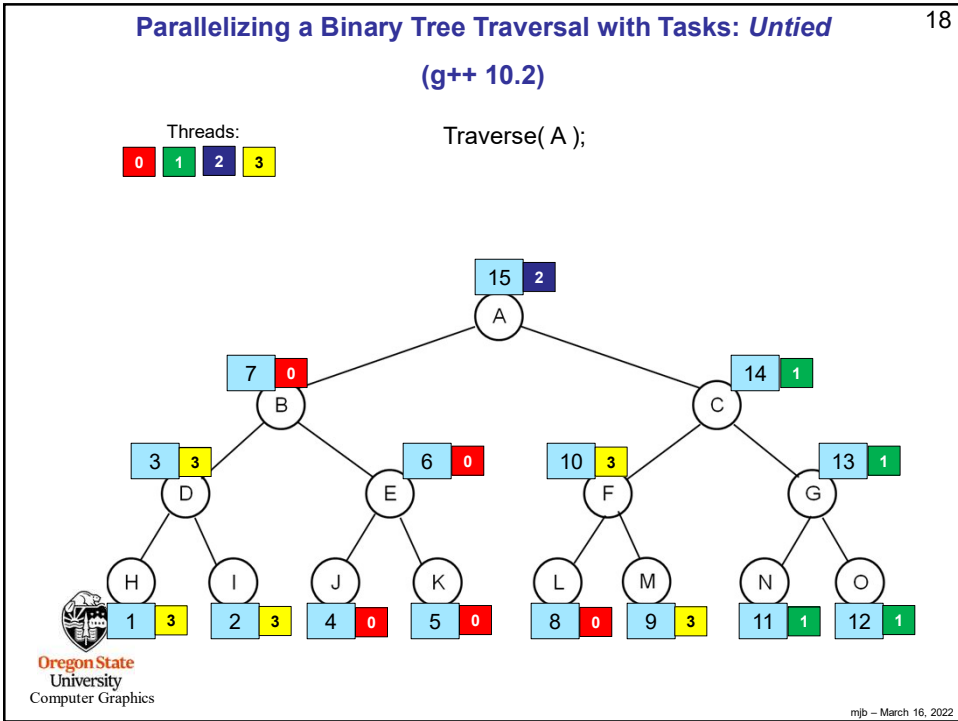 Parallelizing a Binary Tree Traversal with Tasks: Untied
18
(g++ 10.2)
Threads:
0 1 2 3
Traverse( A );
15 2
A
7 0
B
14 1
C
3 3
D
6 0
E
10 3
F
13 1
G
H
I
J
K
L
M
N
O
1 3
2 3
4 0
5 0
8 0
9 3
11 1
12 1
Oregon State
University
Computer Graphics
mjb – March 16, 2022